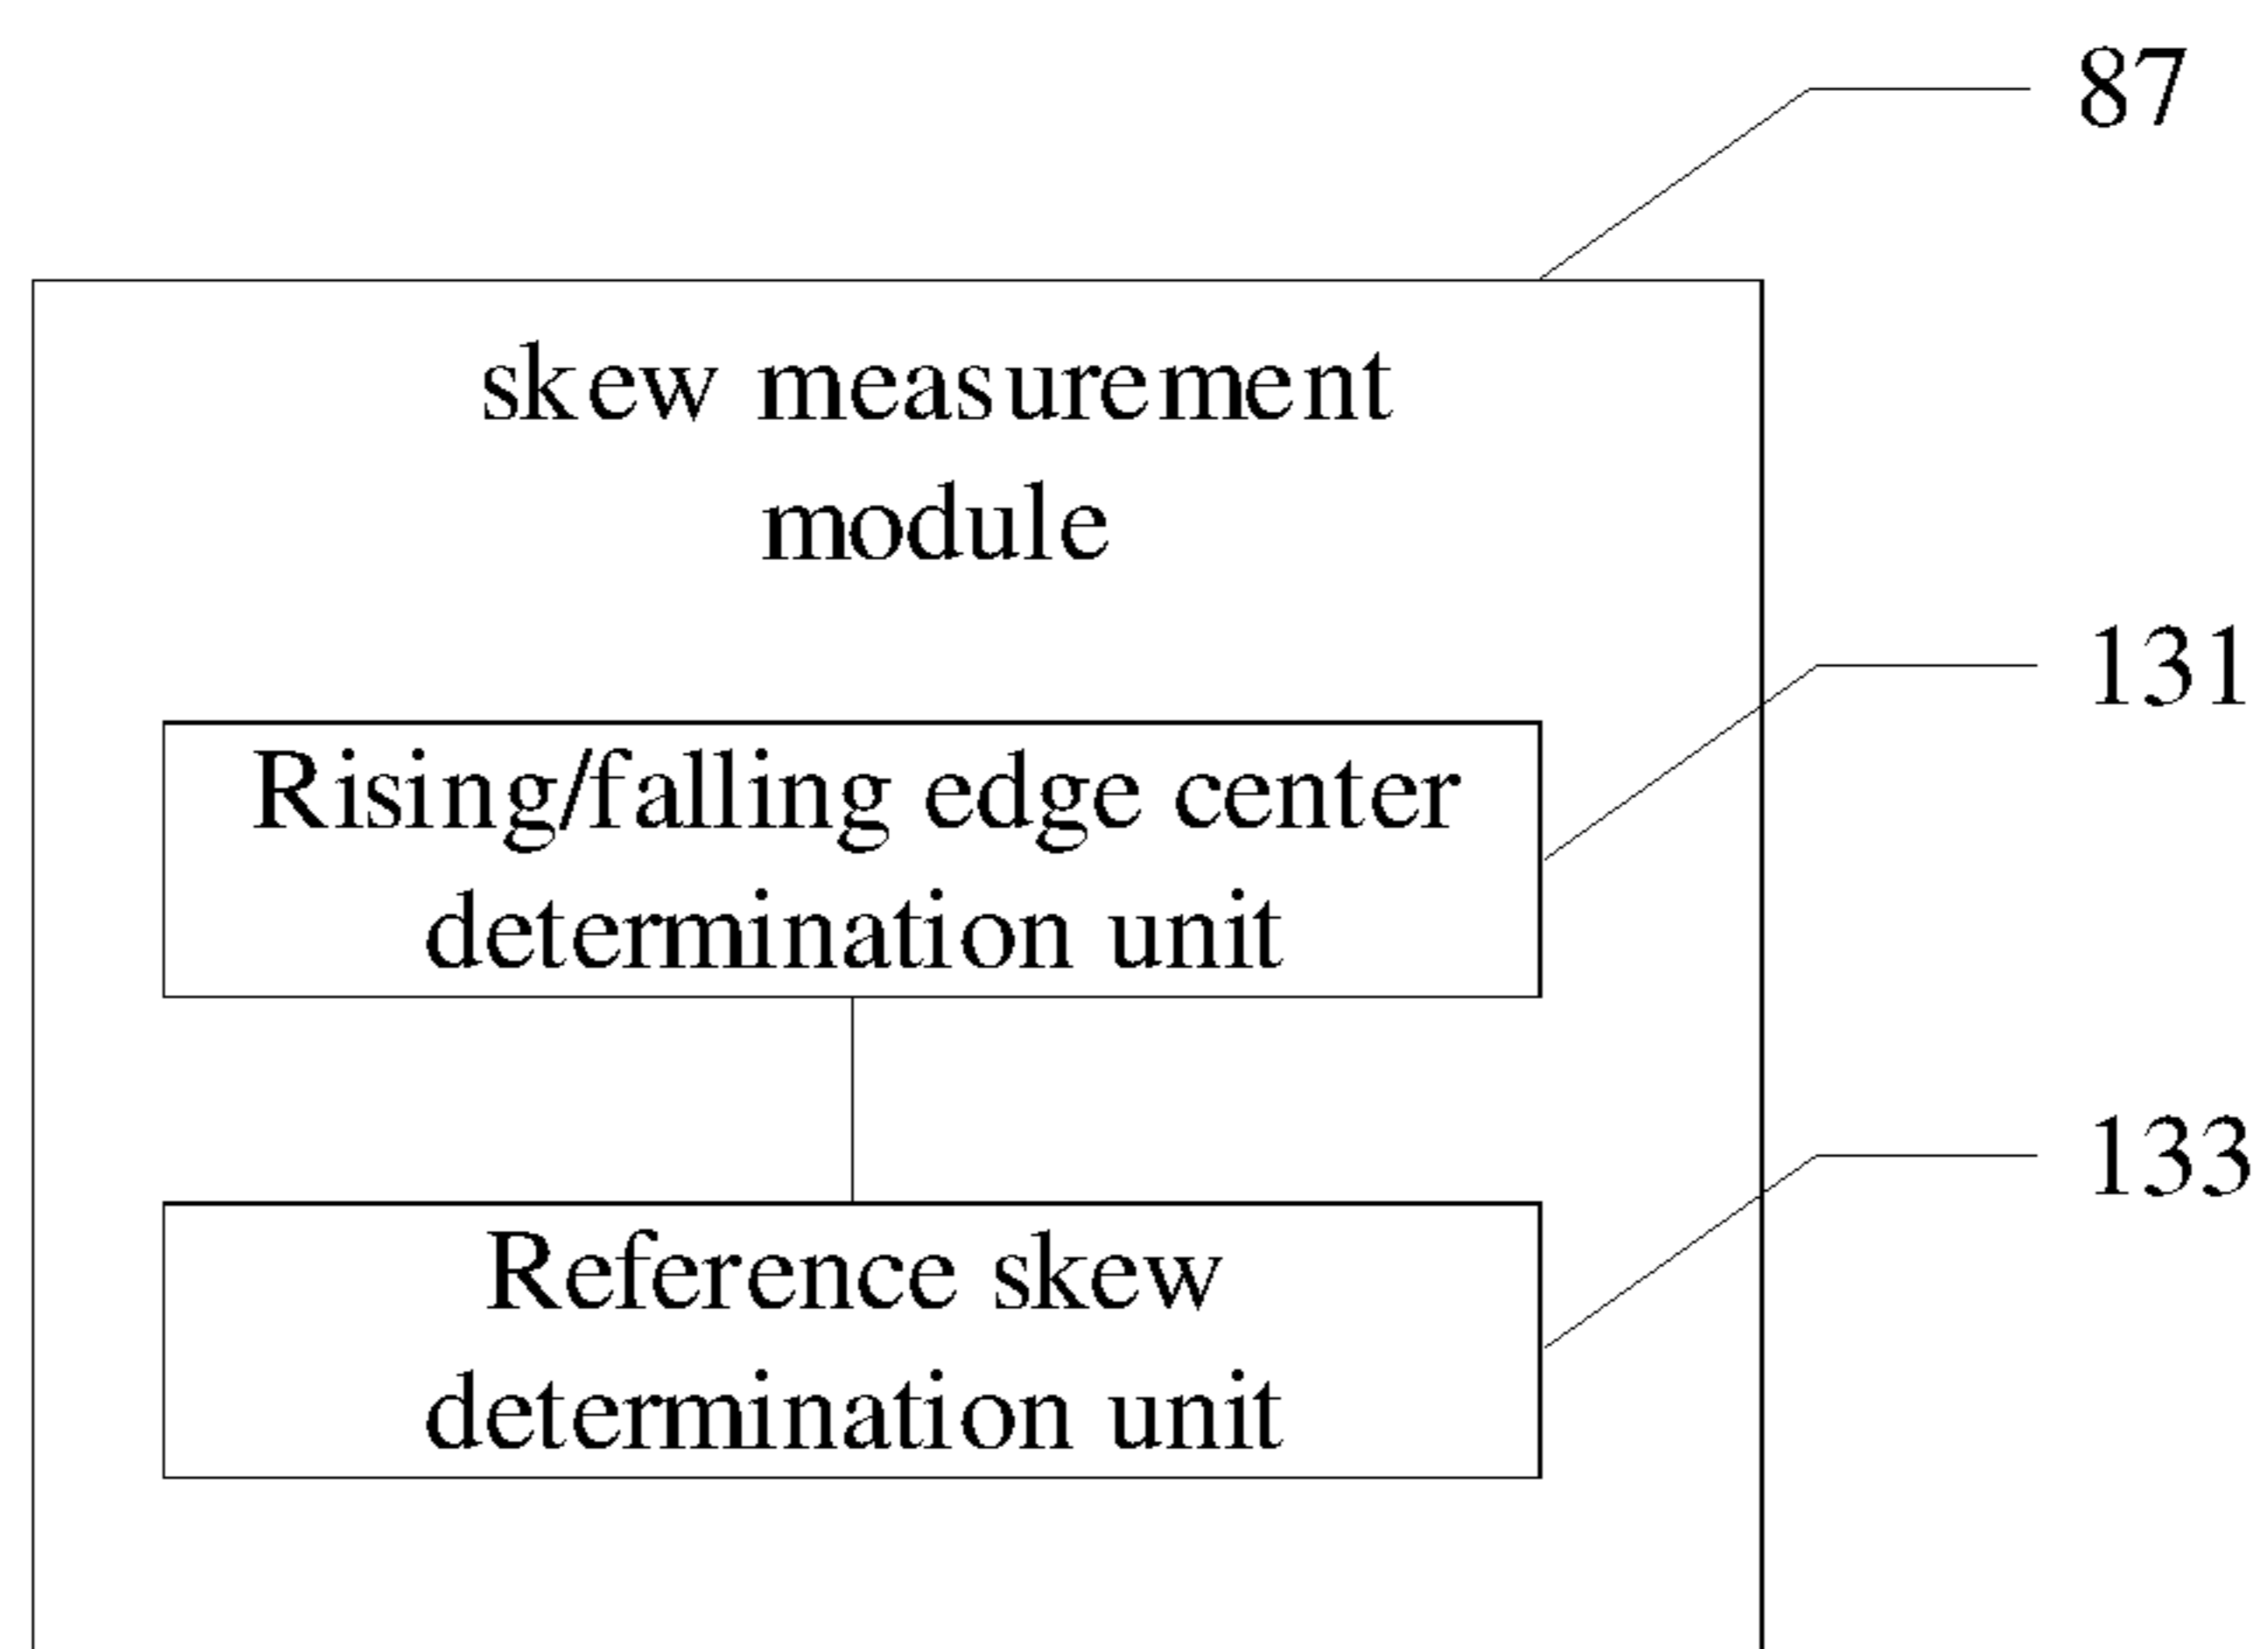 87
skew measurement
module
131
Rising/falling edge center
determination unit
133
Reference skew
determination unit